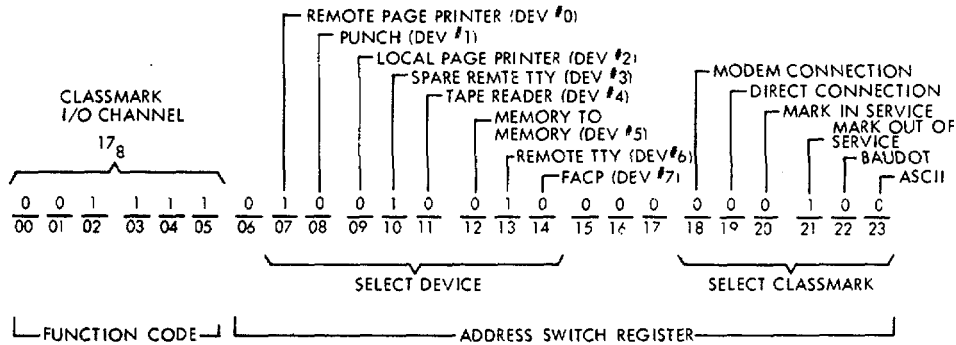 REMOTE PAGE PRINTER (DEV #0)
PUNCH (DEV #1)
LOCAL PAGE PRINTER (DEV #2)
SPARE REMTE TTY (DEV #3)
TAPE READER (DEV #4)
MEMORY TO
MEMORY (DEV #5)
REMOTE TTY (DEV #6)
FACP (DEV #7)
MODEM CONNECTION
DIRECT CONNECTION
MARK IN SERVICE
MARK OUT OF
SERVICE
BAUDOT
ASCII
CLASSMARK
I/O CHANNEL
17₈
0 0 1 1 1 1 0 1 0 0 1 0 0 1 0 0 0 0 0 0 0 1 0 0
00 01 02 03 04 05 06 07 08 09 10 11 12 13 14 15 16 17 18 19 20 21 22 23
SELECT DEVICE
SELECT CLASSMARK
FUNCTION CODE
ADDRESS SWITCH REGISTER